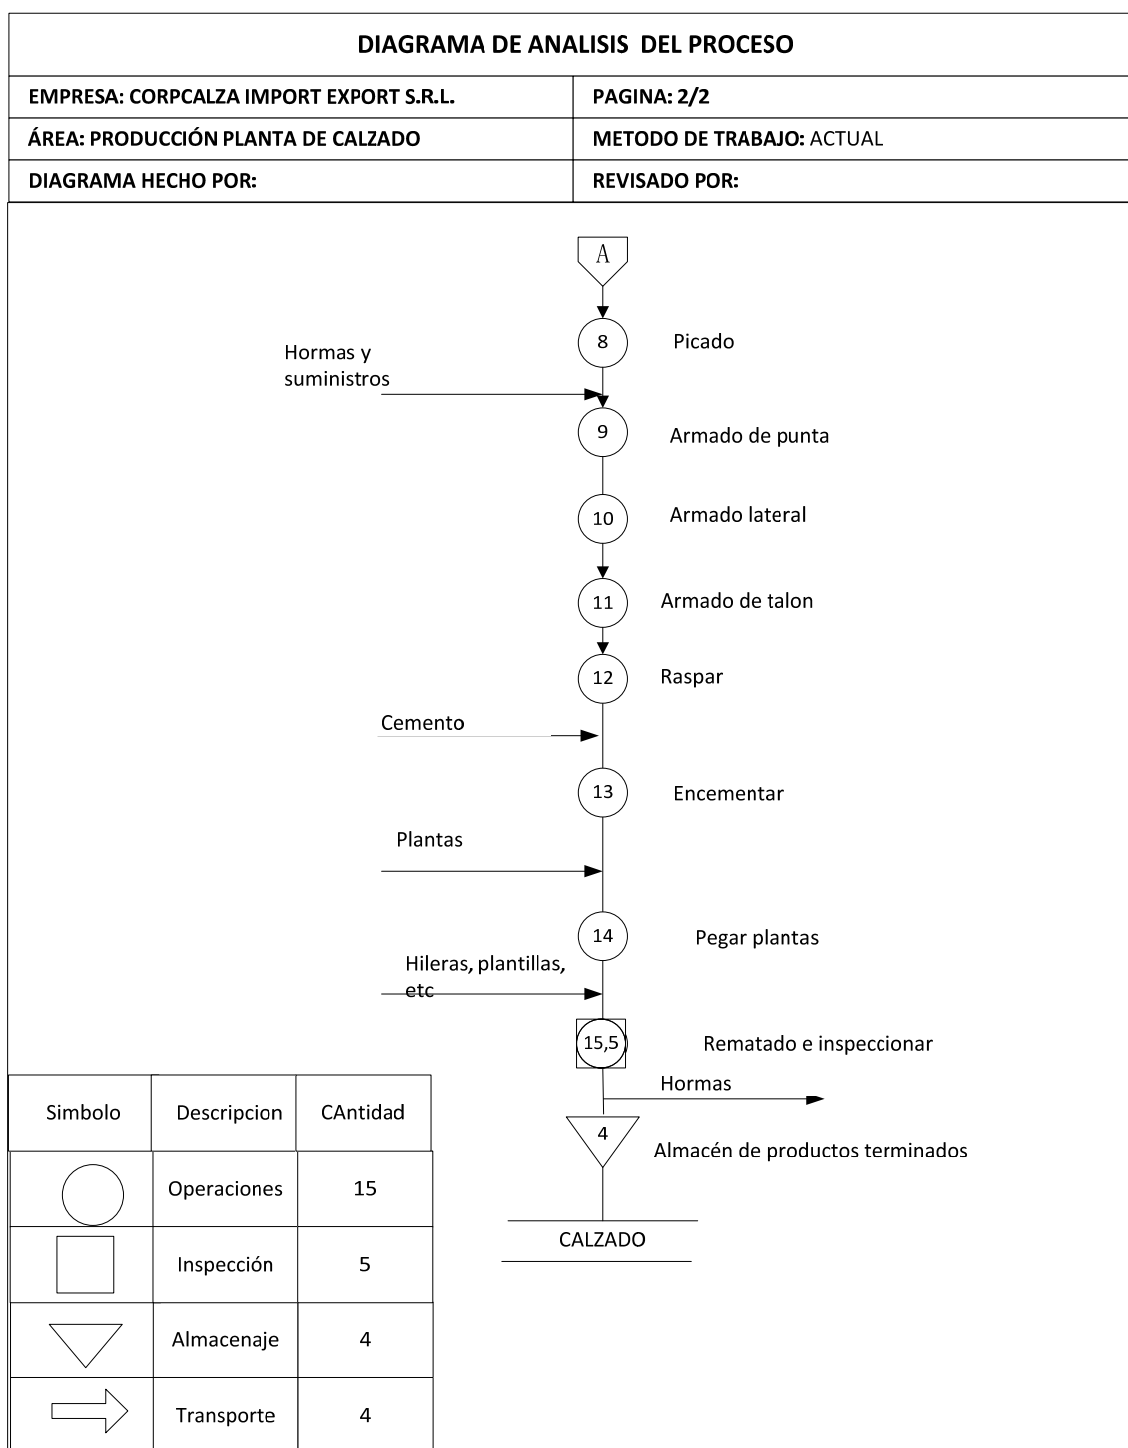 DIAGRAMA DE ANALISIS DEL PROCESO
EMPRESA: CORPCALZA IMPORT EXPORT S.R.L.
PAGINA: 2/2
ÁREA: PRODUCCIÓN PLANTA DE CALZADO
METODO DE TRABAJO: ACTUAL
DIAGRAMA HECHO POR:
REVISADO POR:
A
8
Picado
Hormas y
suministros
9
Armado de punta
10
Armado lateral
11
Armado de talon
12
Raspar
Cemento
13
Encementar
Plantas
14
Pegar plantas
Hileras, plantillas,
etc
15,5
Rematado e inspeccionar
Hormas
4
Almacén de productos terminados
CALZADO
Simbolo Descripcion CAntidad
Operaciones 15
Inspección 5
Almacenaje 4
Transporte 4